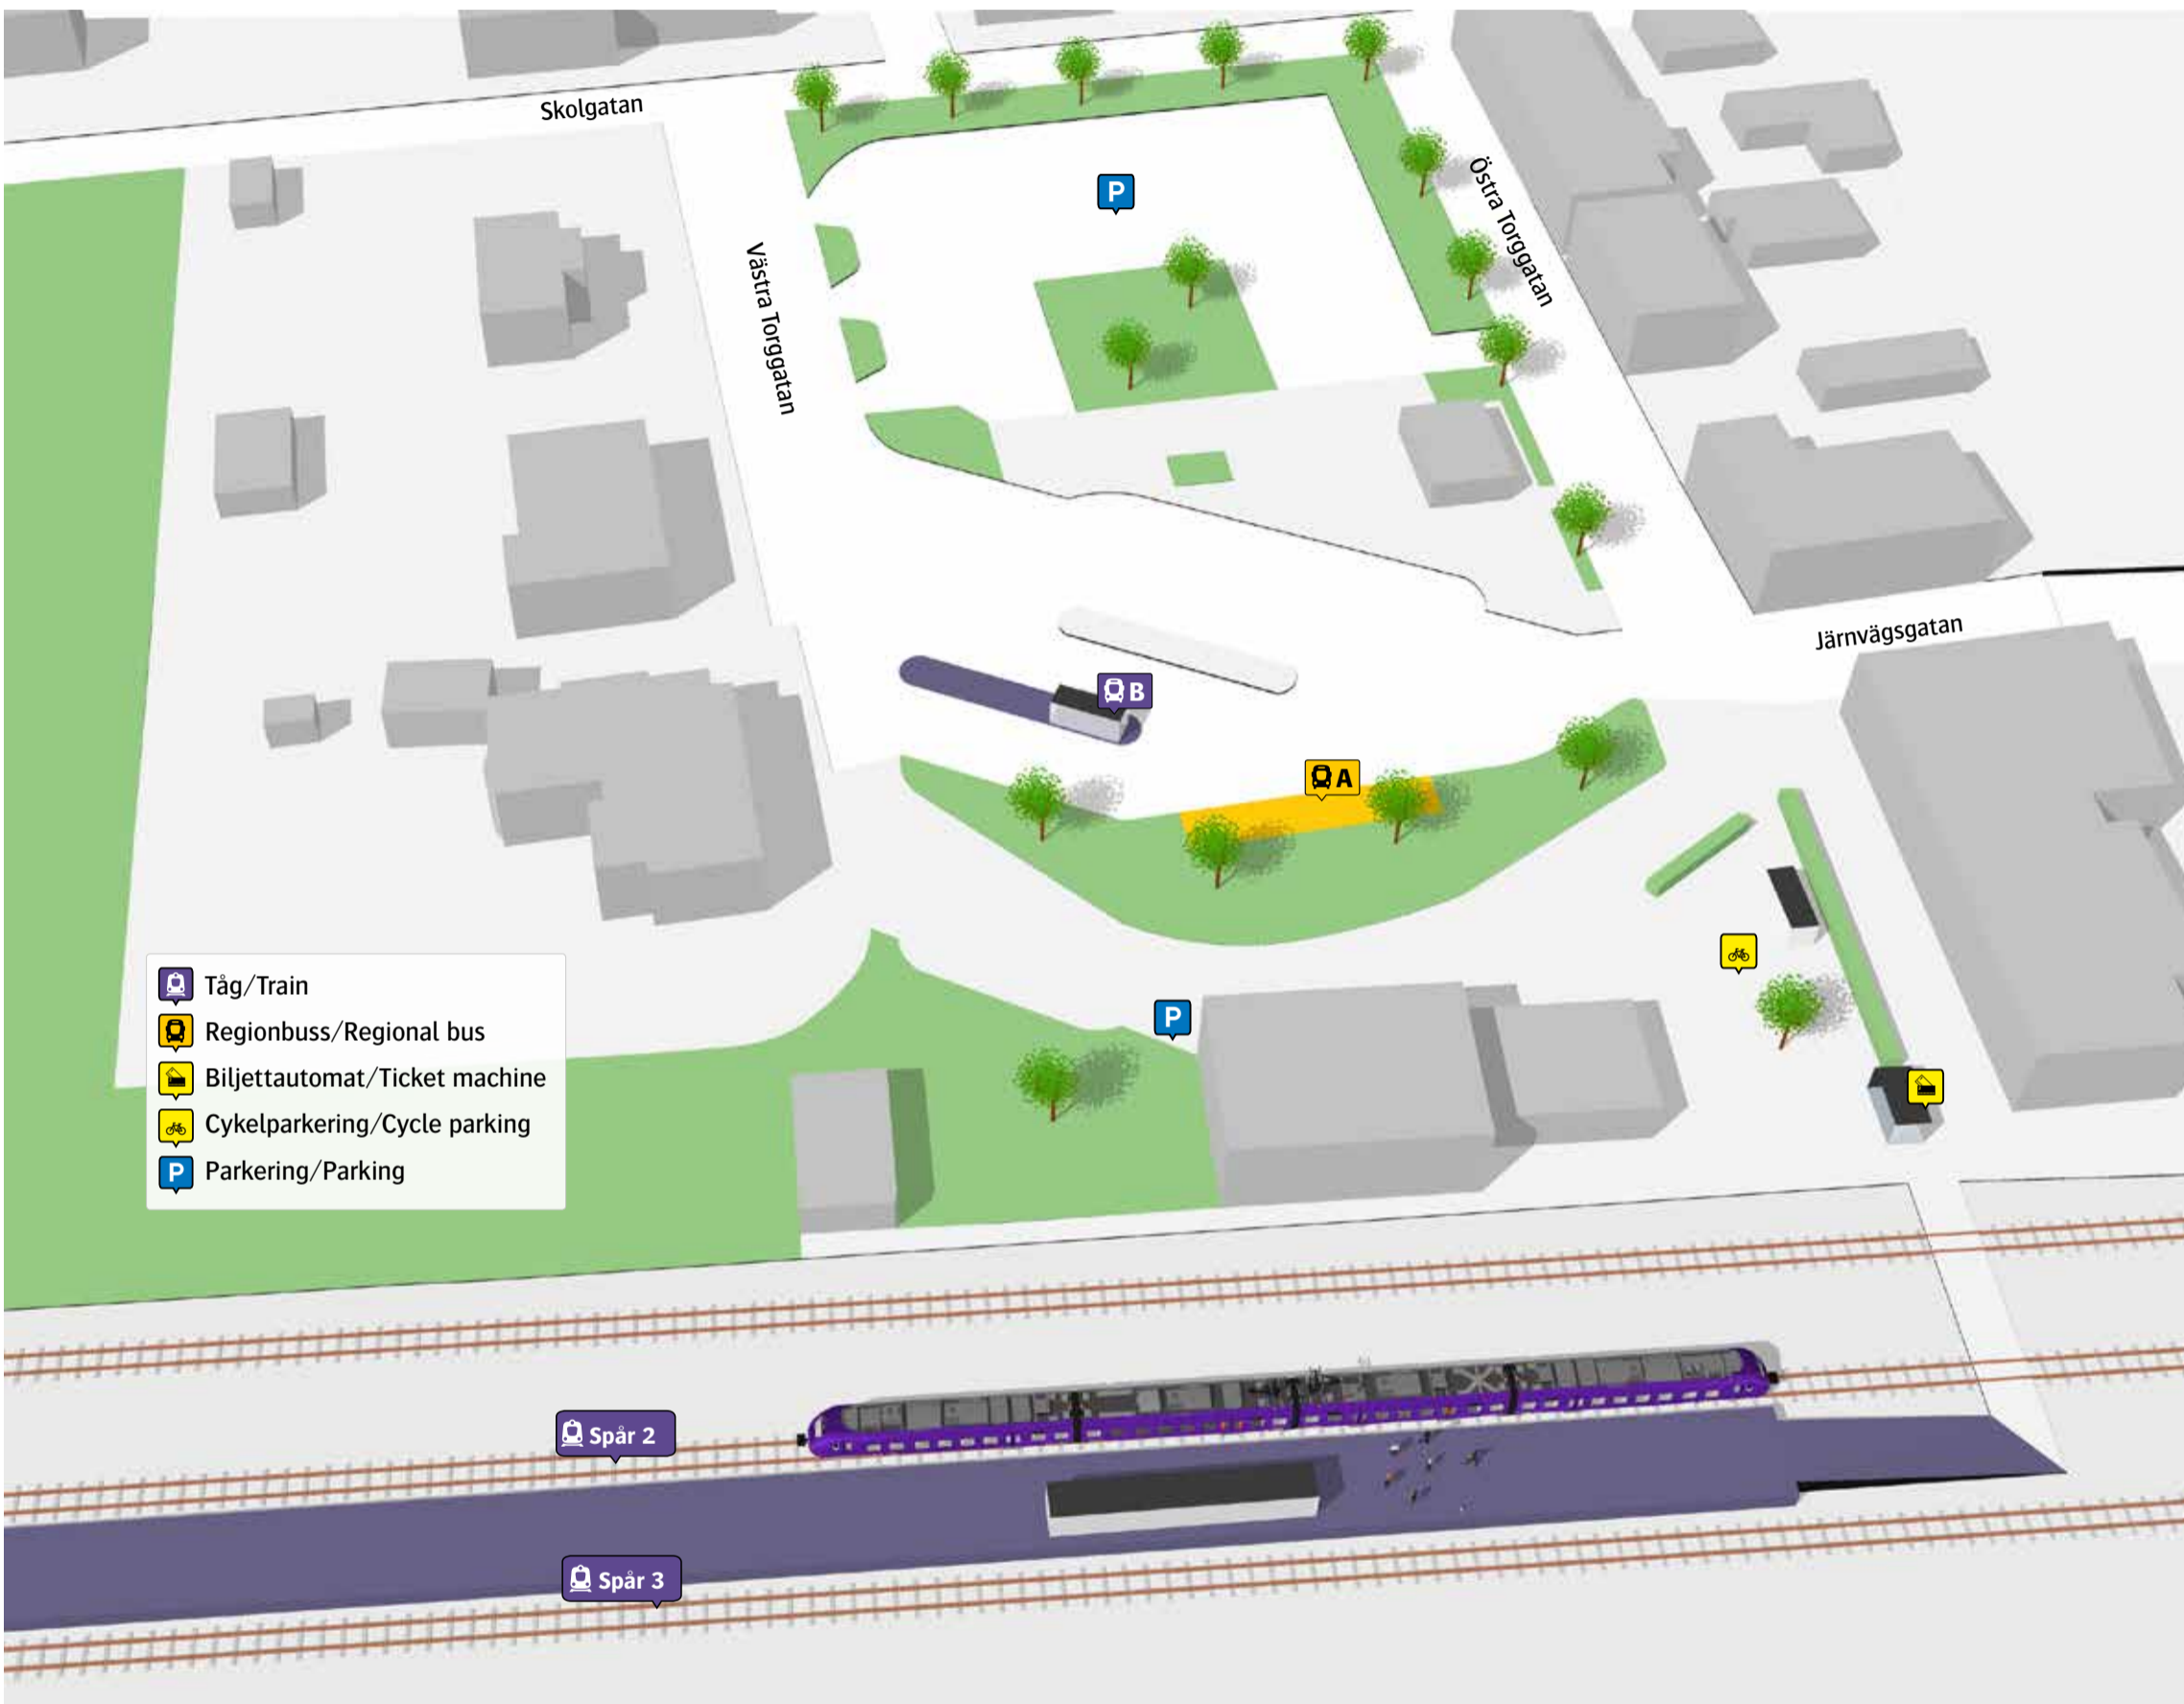 Skolgatan
P
Östra Torggatan
Västra Torggatan
Järnvägsgatan
B
A
P
Tåg/Train
Regionbuss/Regional bus
Biljettautomat/Ticket machine
Cykelparkering/Cycle parking
P Parkering/Parking
Spår 2
Spår 3